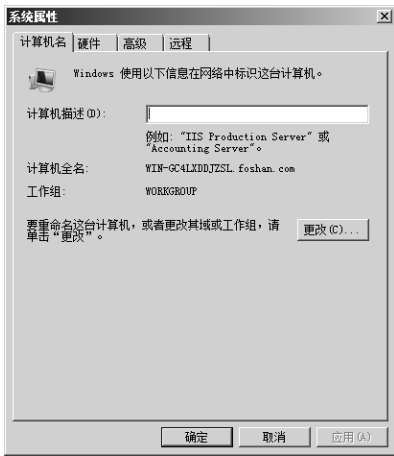 系统属性
计算机名 硬件 高级 远程
Windows 使用以下信息在网络中标识这台计算机。
计算机描述(D):
例如: "IIS Production Server" 或
"Accounting Server"。
计算机全名: WIN-GC4LXDDJZSL.foshan.com
工作组: WORKGROUP
要重命名这台计算机，或者更改其域或工作组，请
单击“更改”。
更改(C)...
确定 取消 应用(A)